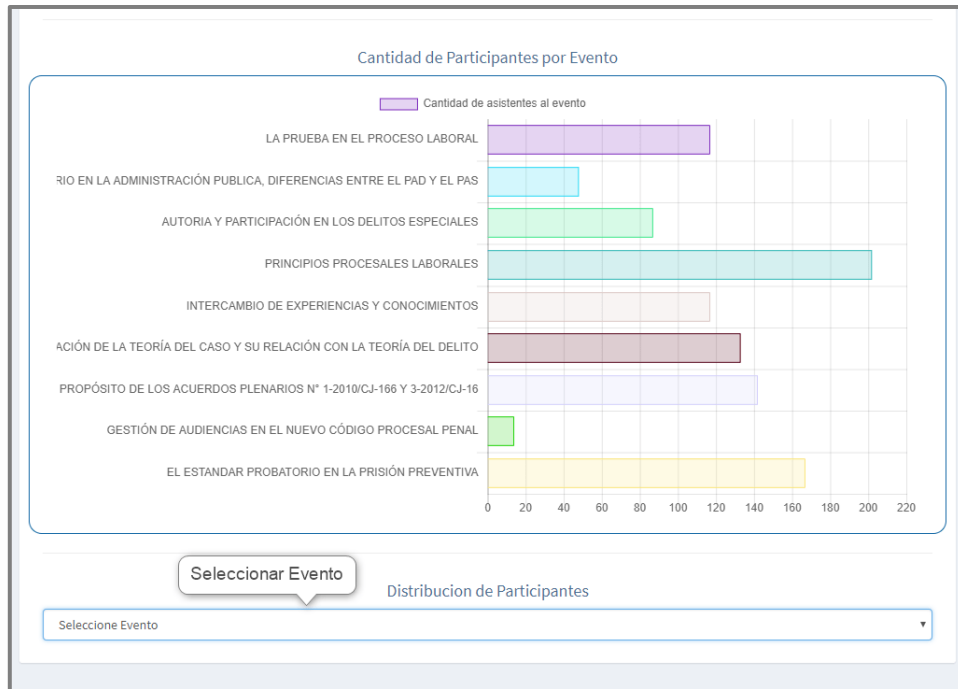 Cantidad de Participantes por Evento
Cantidad de asistentes al evento
LA PRUEBA EN EL PROCESO LABORAL
RIO EN LA ADMINISTRACIÓN PUBLICA, DIFERENCIAS ENTRE EL PAD Y EL PAS
AUTORIA Y PARTICIPACIÓN EN LOS DELITOS ESPECIALES
PRINCIPIOS PROCESALES LABORALES
INTERCAMBIO DE EXPERIENCIAS Y CONOCIMIENTOS
ACIÓN DE LA TEORÍA DEL CASO Y SU RELACIÓN CON LA TEORÍA DEL DELITO
PROPÓSITO DE LOS ACUERDOS PLENARIOS N° 1-2010/CJ-166 Y 3-2012/CJ-16
GESTIÓN DE AUDIENCIAS EN EL NUEVO CÓDIGO PROCESAL PENAL
EL ESTANDAR PROBATORIO EN LA PRISIÓN PREVENTIVA
0 20 40 60 80 100 120 140 160 180 200 220
Seleccionar Evento
Distribucion de Participantes
Seleccione Evento